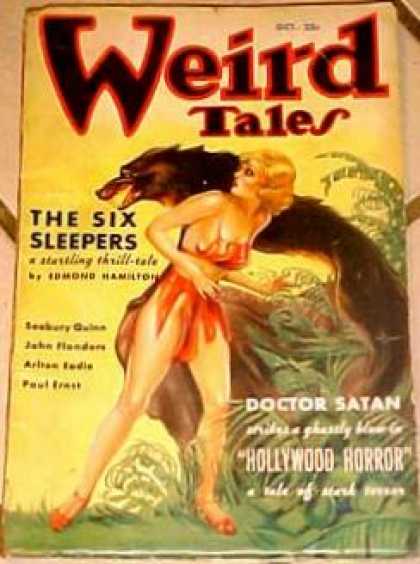 OCT. 25c
Weird
Tales
THE SIX
SLEEPERS
a startling thrill-tale
by EDMOND HAMILTON
Seabury Quinn
John Flanders
Arlton Eadie
Paul Ernst
DOCTOR SATAN
strikes a ghastly blow in
"HOLLYWOOD HORROR"
a tale of stark terror